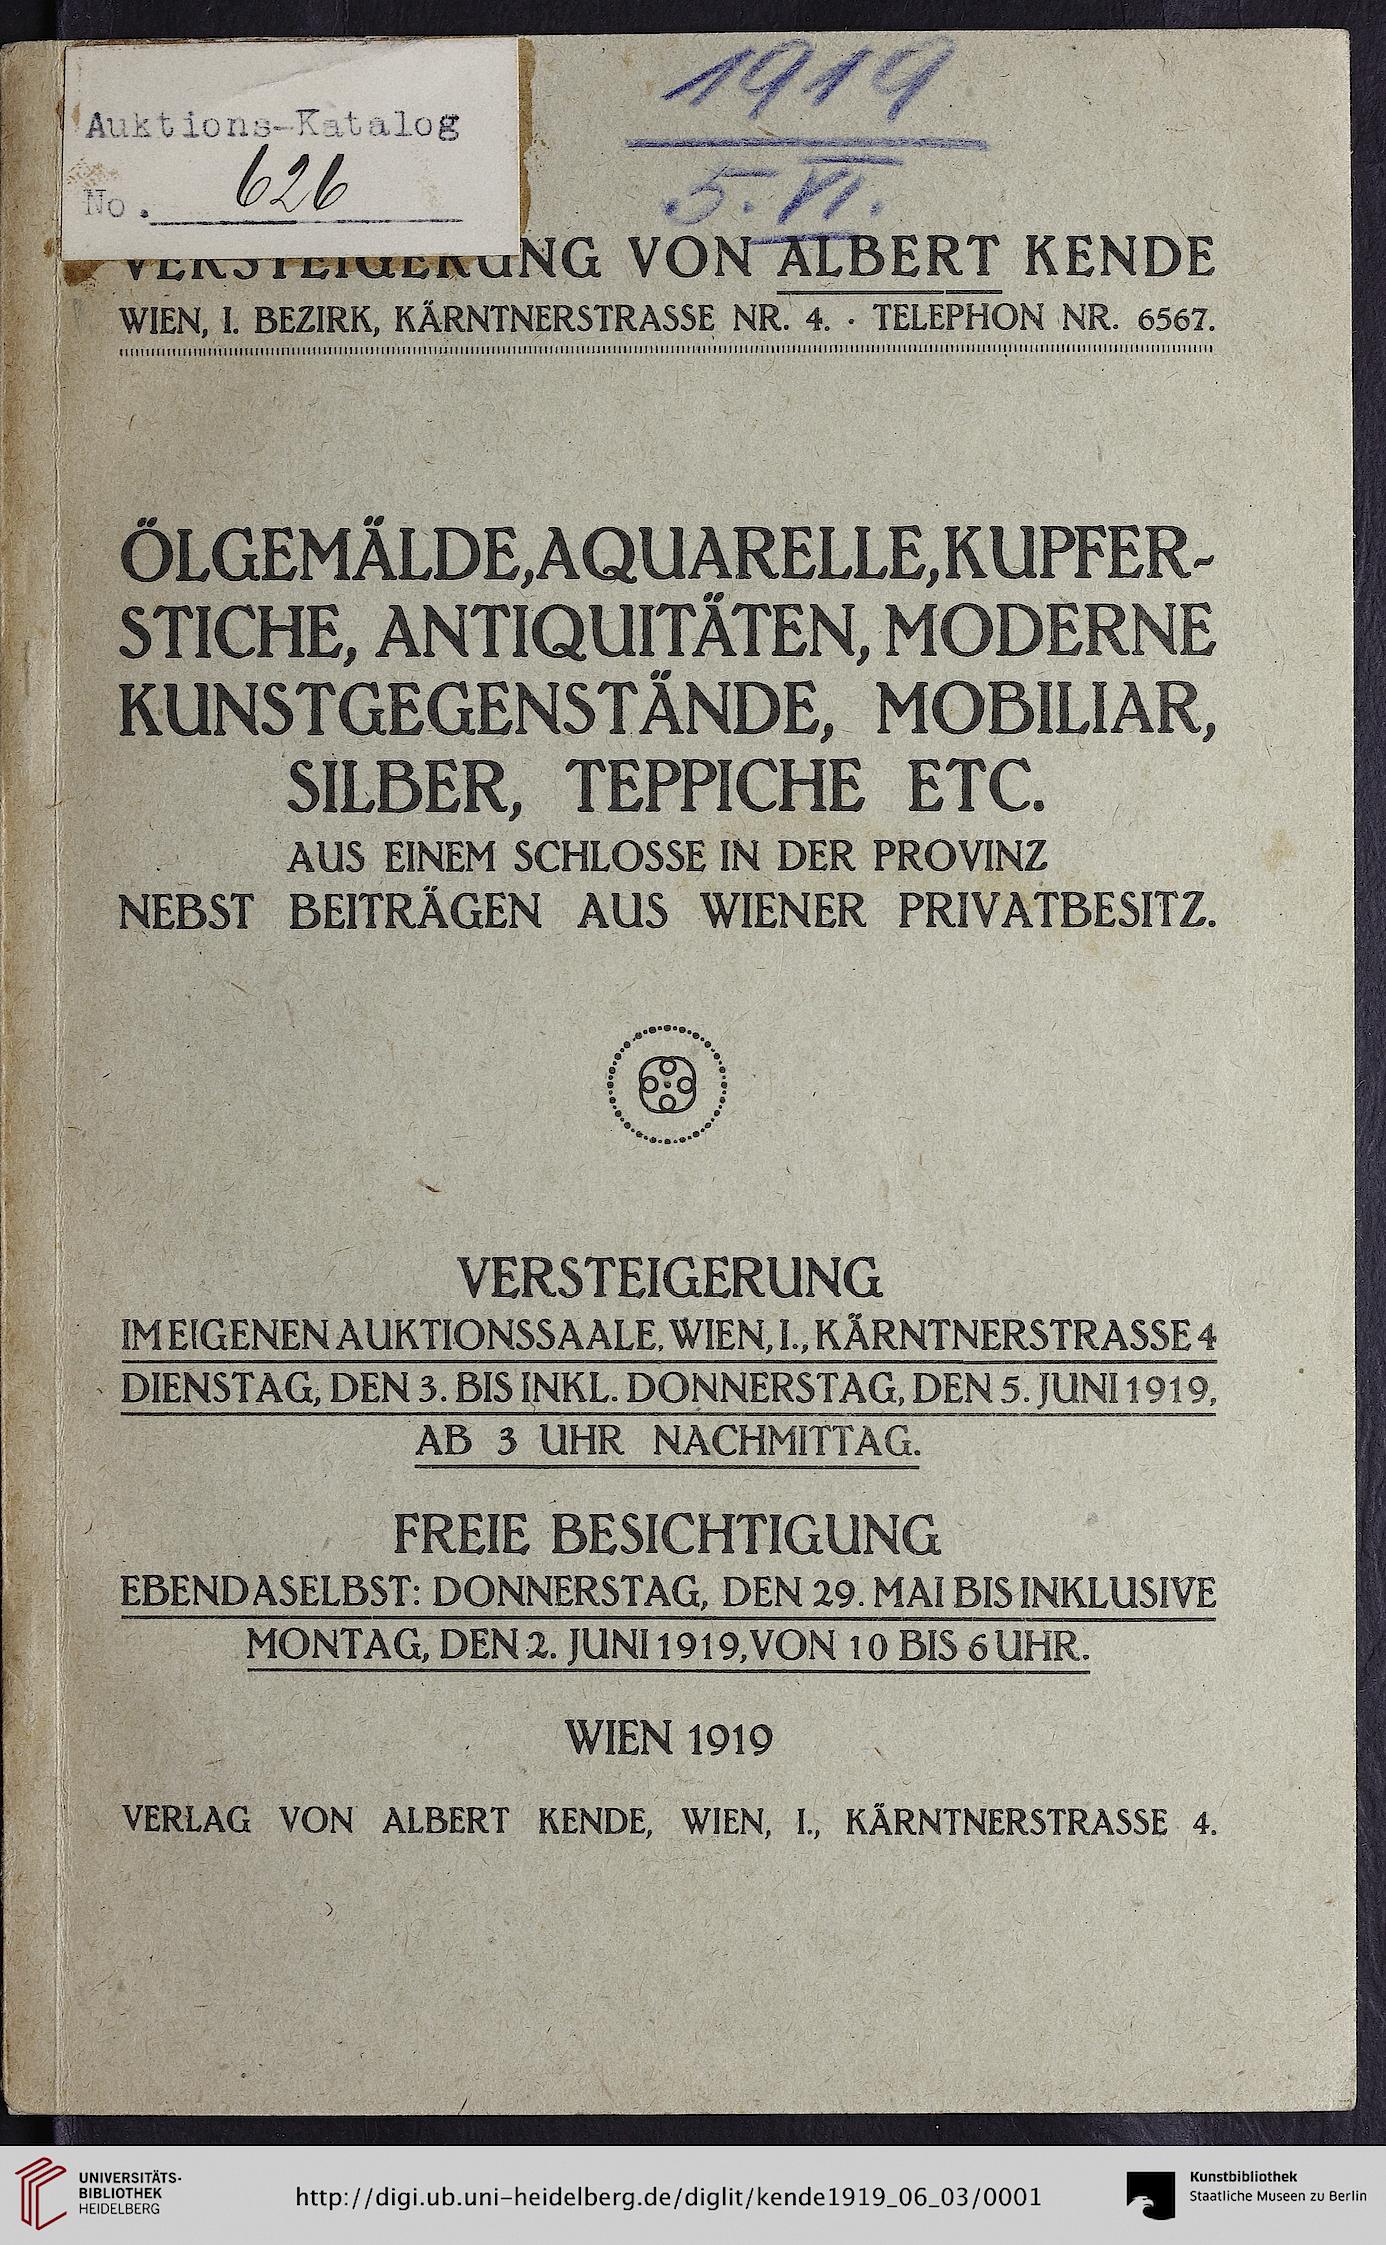 1919
5. VI.
Auktions-Katalog
No. 626
VERSTEIGERUNG VON ALBERT KENDE
WIEN, I. BEZIRK, KÄRNTNERSTRASSE NR. 4. · TELEPHON NR. 6567.
ÖLGEMÄLDE, AQUARELLE, KUPFER-
STICHE, ANTIQUITÄTEN, MODERNE
KUNSTGEGENSTÄNDE, MOBILIAR,
SILBER, TEPPICHE ETC.
AUS EINEM SCHLOSSE IN DER PROVINZ
NEBST BEITRÄGEN AUS WIENER PRIVATBESITZ.
VERSTEIGERUNG
IM EIGENEN AUKTIONSSAALE, WIEN, I., KÄRNTNERSTRASSE 4
DIENSTAG, DEN 3. BIS INKL. DONNERSTAG, DEN 5. JUNI 1919,
AB 3 UHR NACHMITTAG.
FREIE BESICHTIGUNG
EBENDASELBST: DONNERSTAG, DEN 29. MAI BIS INKLUSIVE
MONTAG, DEN 2. JUNI 1919, VON 10 BIS 6 UHR.
WIEN 1919
VERLAG VON ALBERT KENDE, WIEN, I., KÄRNTNERSTRASSE 4.
UNIVERSITÄTS-
BIBLIOTHEK
HEIDELBERG
http://digi.ub.uni-heidelberg.de/diglit/kende1919_06_03/0001
Kunstbibliothek
Staatliche Museen zu Berlin